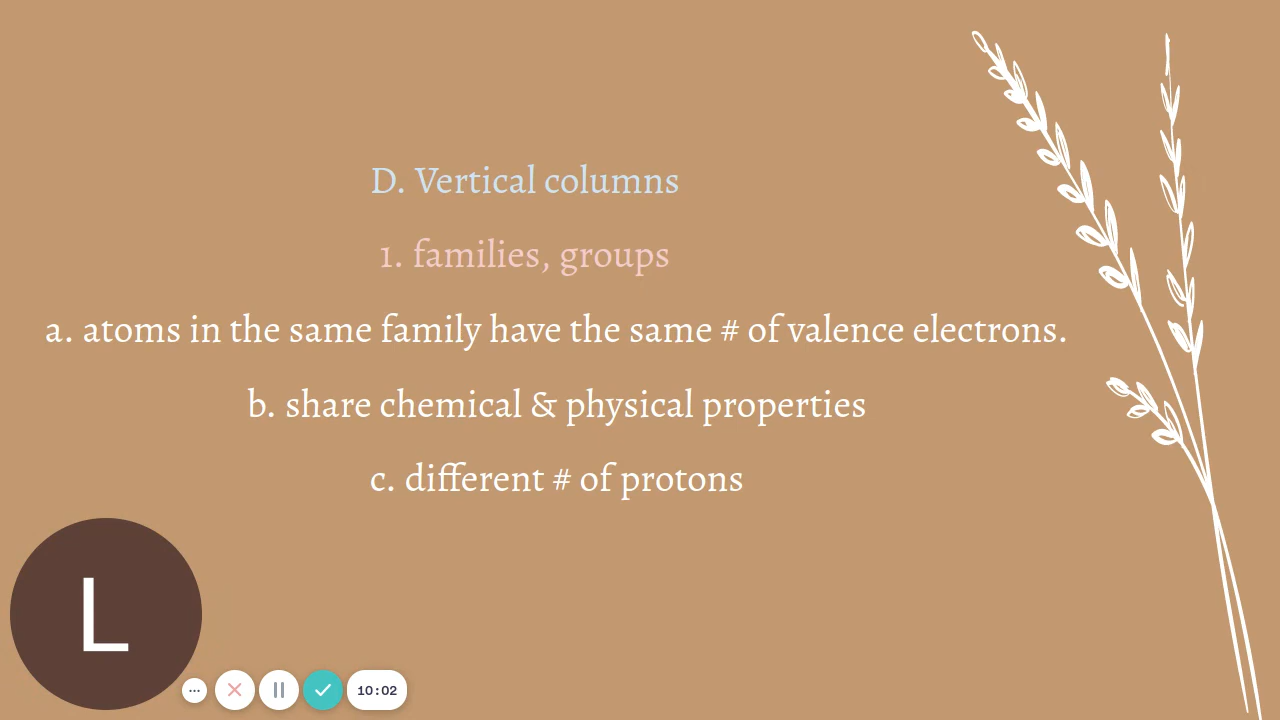 D. Vertical columns
1. families, groups
a. atoms in the same family have the same # of valence electrons.
b. share chemical & physical properties
c. different # of protons
L
10:02